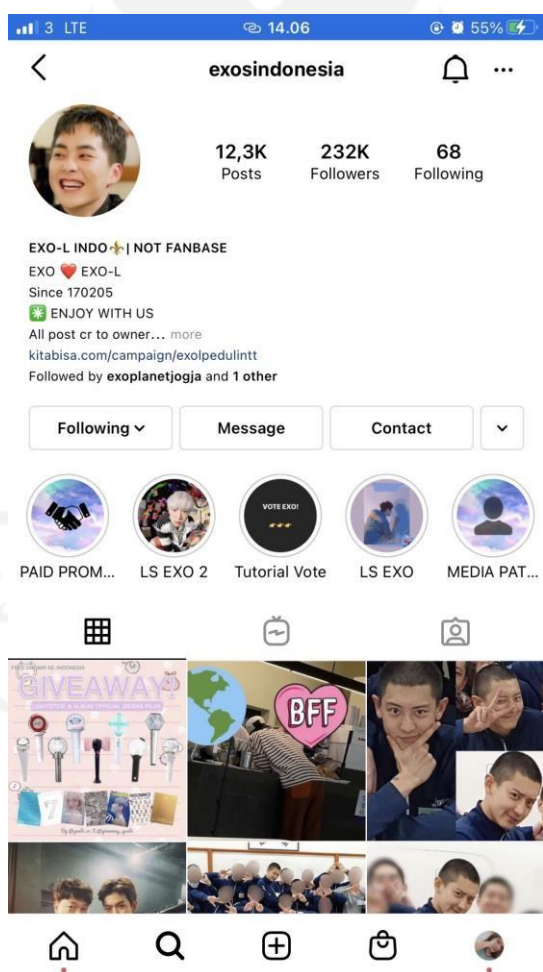 3 LTE 14.06 55%
exosindonesia
12,3K 232K 68
Posts Followers Following
EXO-L INDO⚜️| NOT FANBASE
EXO ❤️ EXO-L
Since 170205
✳️ ENJOY WITH US
All post cr to owner... more
kitabisa.com/campaign/exolpedulintt
Followed by exoplanetjogja and 1 other
Following Message Contact
VOTE EXO!
PAID PROM... LS EXO 2 Tutorial Vote LS EXO MEDIA PAT...
GIVEAWAY
BFF